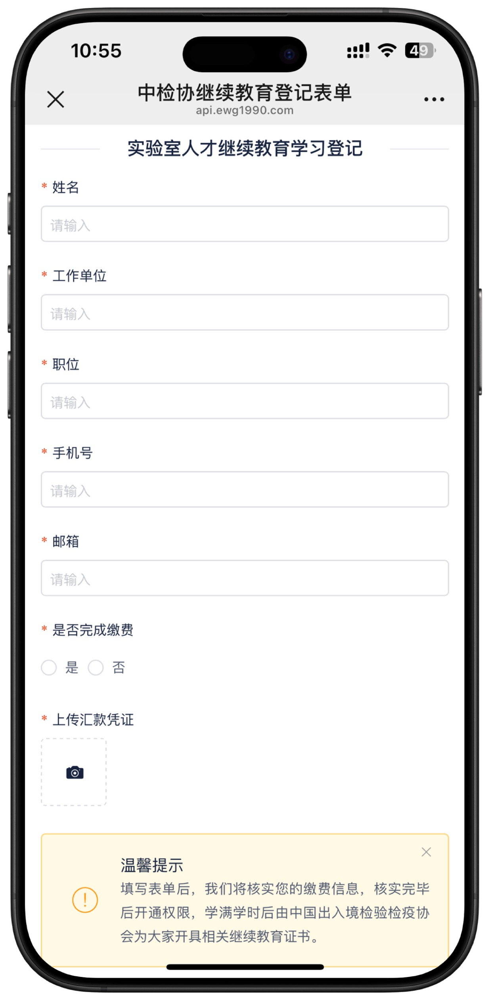 10:55
49
中检协继续教育登记表单
api.ewg1990.com
实验室人才继续教育学习登记
* 姓名
请输入
* 工作单位
请输入
* 职位
请输入
* 手机号
请输入
* 邮箱
请输入
* 是否完成缴费
是 否
* 上传汇款凭证
温馨提示
填写表单后，我们将核实您的缴费信息，核实完毕
后开通权限，学满学时后由中国出入境检验检疫协
会为大家开具相关继续教育证书。